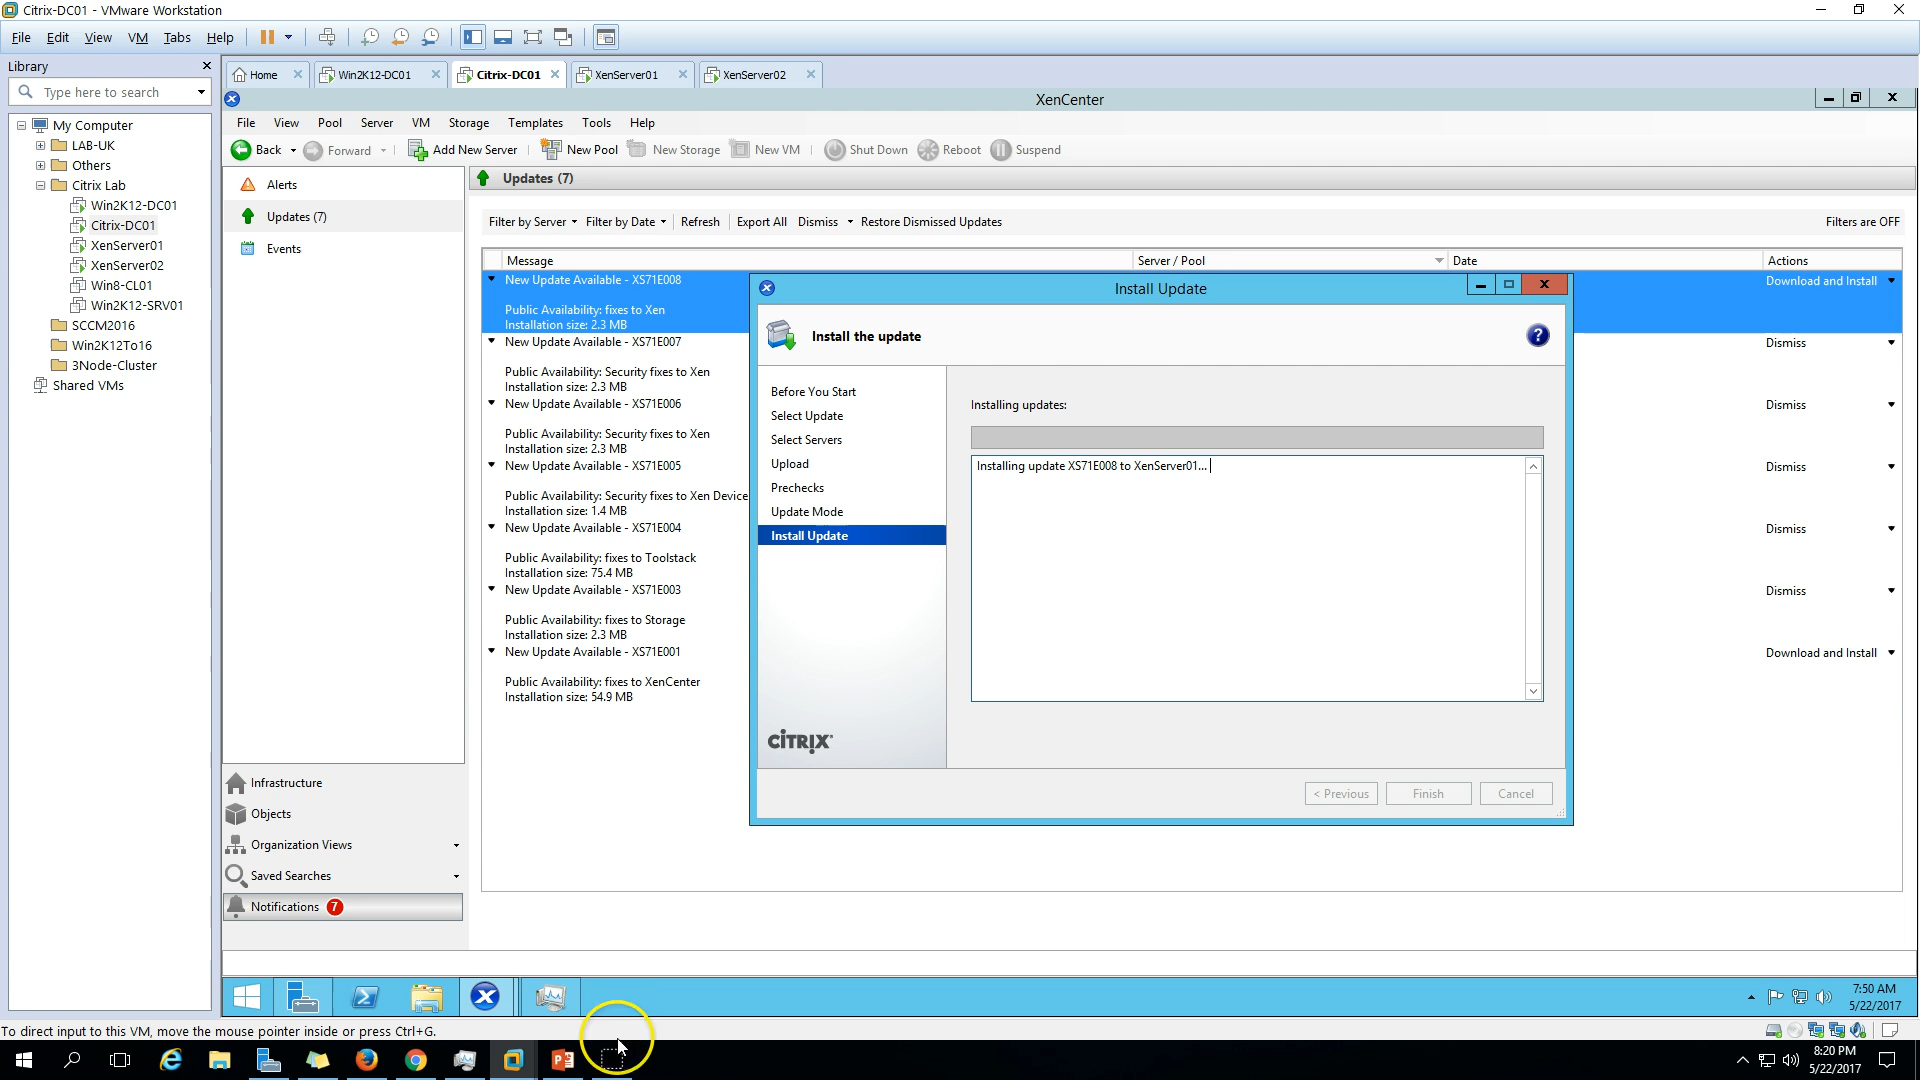 Citrix-DC01 - VMware Workstation
File Edit View VM Tabs Help
Library
Type here to search
My Computer
LAB-UK
Others
Citrix Lab
Win2K12-DC01
Citrix-DC01
XenServer01
XenServer02
Win8-CL01
Win2K12-SRV01
SCCM2016
Win2K12To16
3Node-Cluster
Shared VMs
Home Win2K12-DC01 Citrix-DC01 XenServer01 XenServer02
XenCenter
File View Pool Server VM Storage Templates Tools Help
Back Forward Add New Server New Pool New Storage New VM Shut Down Reboot Suspend
Alerts
Updates (7)
Events
Updates (7)
Filter by Server Filter by Date Refresh Export All Dismiss Restore Dismissed Updates Filters are OFF
Message Server / Pool Date Actions
New Update Available - XS71E008 Download and Install
Public Availability: fixes to Xen
Installation size: 2.3 MB
New Update Available - XS71E007 Dismiss
Public Availability: Security fixes to Xen
Installation size: 2.3 MB
New Update Available - XS71E006 Dismiss
Public Availability: Security fixes to Xen
Installation size: 2.3 MB
New Update Available - XS71E005 Dismiss
Public Availability: Security fixes to Xen Device
Installation size: 1.4 MB
New Update Available - XS71E004 Dismiss
Public Availability: fixes to Toolstack
Installation size: 75.4 MB
New Update Available - XS71E003 Dismiss
Public Availability: fixes to Storage
Installation size: 2.3 MB
New Update Available - XS71E001 Download and Install
Public Availability: fixes to XenCenter
Installation size: 54.9 MB
Install Update
Install the update
Before You Start
Select Update
Select Servers
Upload
Prechecks
Update Mode
Install Update
CITRIX
Installing updates:
Installing update XS71E008 to XenServer01...
< Previous Finish Cancel
Infrastructure
Objects
Organization Views
Saved Searches
Notifications 7
7:50 AM
5/22/2017
To direct input to this VM, move the mouse pointer inside or press Ctrl+G.
8:20 PM
5/22/2017